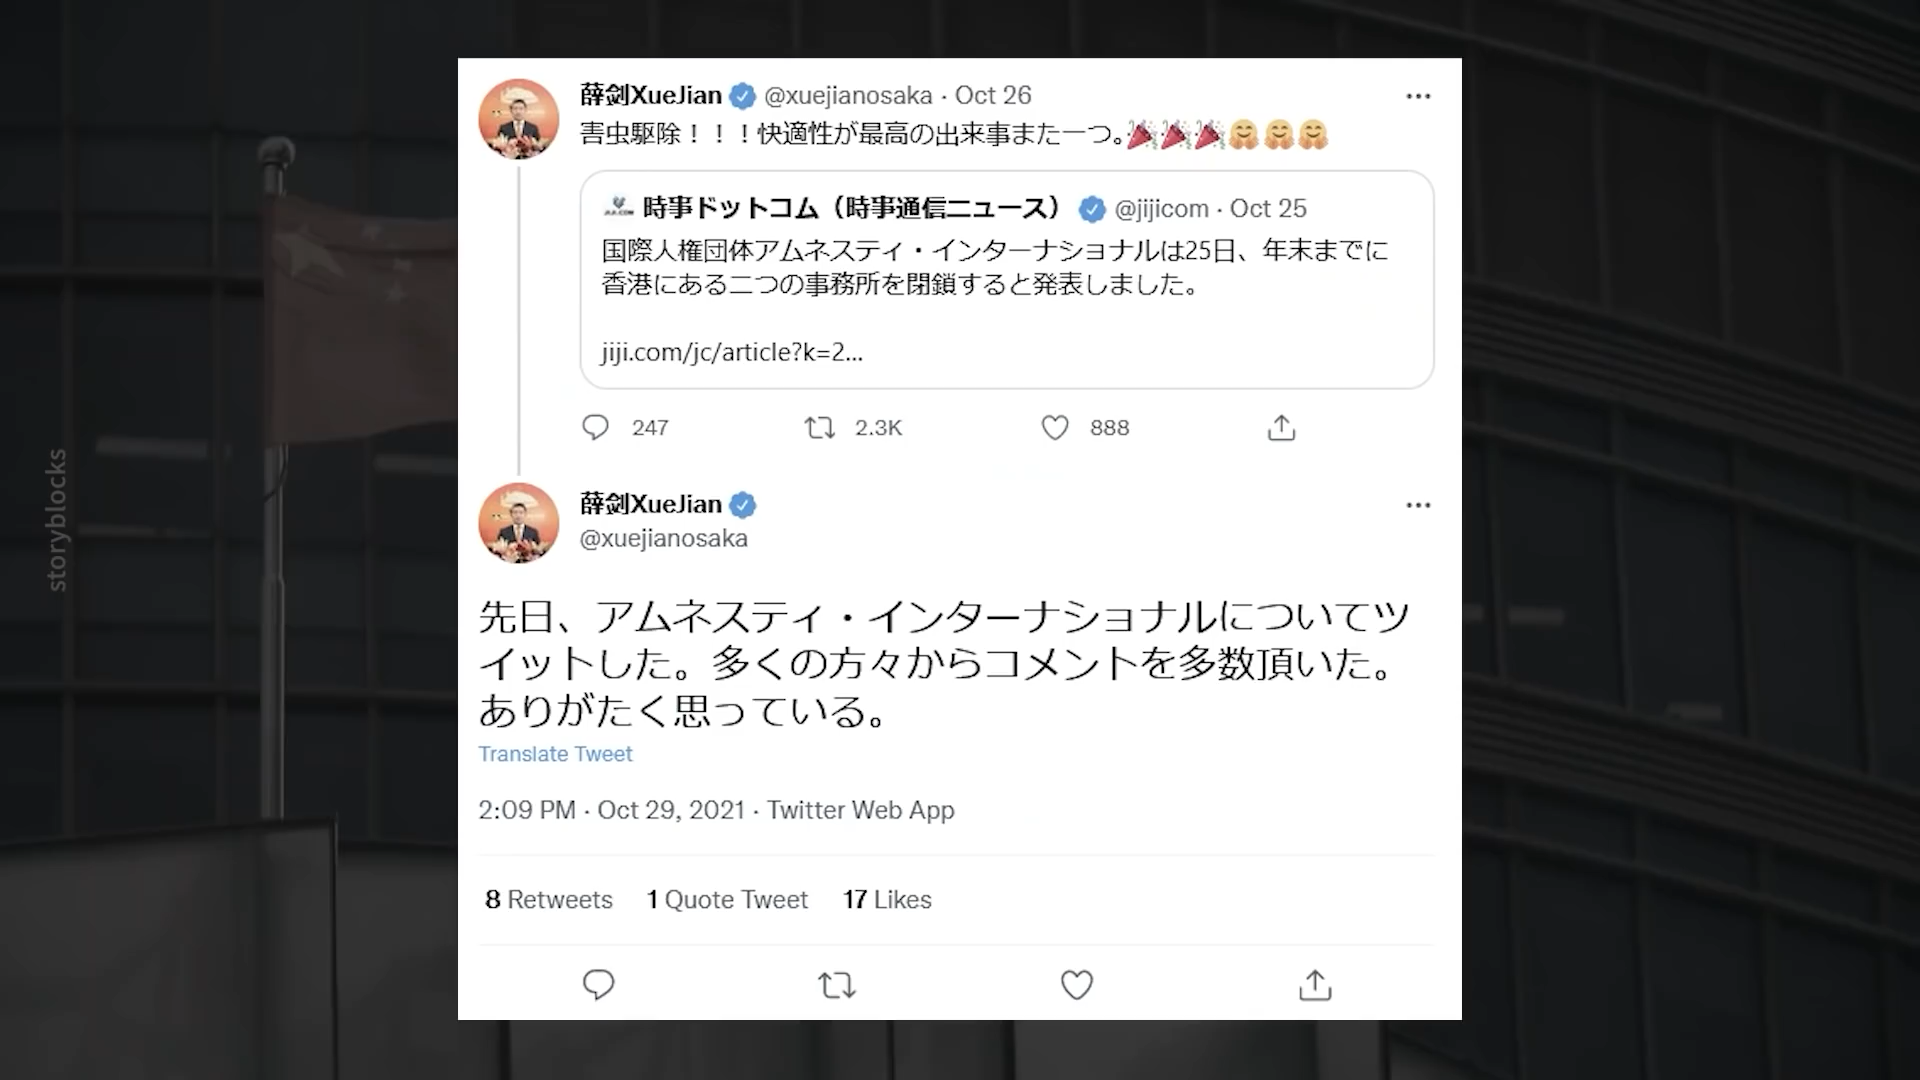 薛剑XueJian @xuejianosaka · Oct 26
害虫駆除！！！快適性が最高の出来事また一つ。🎉🎉🎉🤗🤗🤗
時事ドットコム（時事通信ニュース） @jijicom · Oct 25
国際人権団体アムネスティ・インターナショナルは25日、年末までに
香港にある二つの事務所を閉鎖すると発表しました。
jiji.com/jc/article?k=2...
247 2.3K 888
薛剑XueJian
@xuejianosaka
先日、アムネスティ・インターナショナルについてツ
イットした。多くの方々からコメントを多数頂いた。
ありがたく思っている。
Translate Tweet
2:09 PM · Oct 29, 2021 · Twitter Web App
8 Retweets 1 Quote Tweet 17 Likes
storyblocks